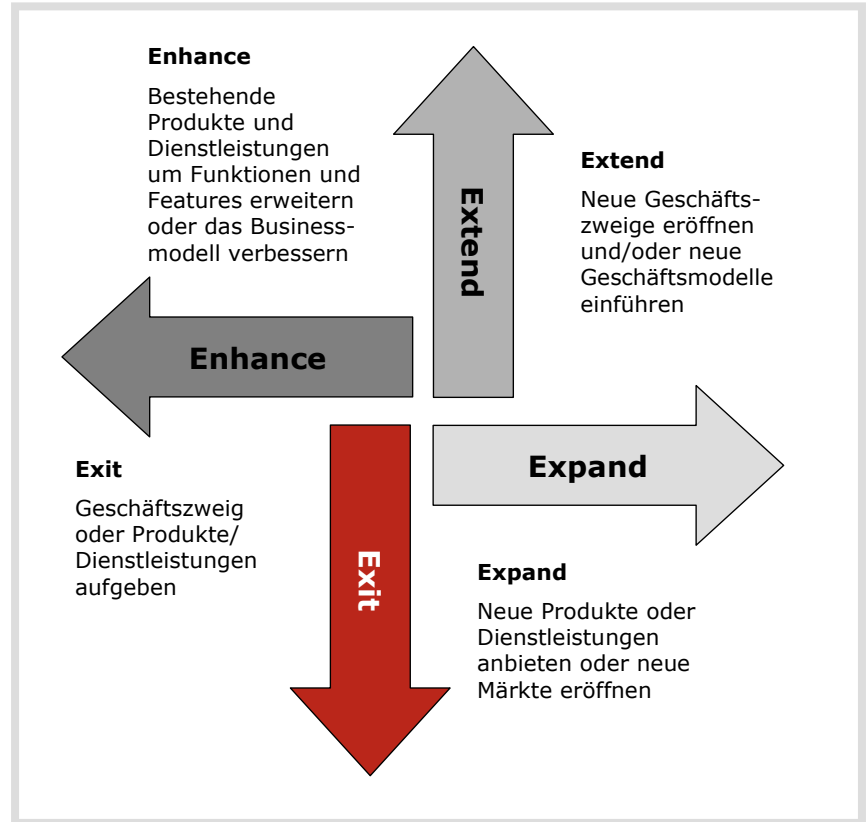 Enhance
Bestehende
Produkte und
Dienstleistungen
um Funktionen und
Features erweitern
oder das Business-
modell verbessern
Extend
Extend
Neue Geschäfts-
zweige eröffnen
und/oder neue
Geschäftsmodelle
einführen
Enhance
Exit
Geschäftszweig
oder Produkte/
Dienstleistungen
aufgeben
Exit
Expand
Expand
Neue Produkte oder
Dienstleistungen
anbieten oder neue
Märkte eröffnen